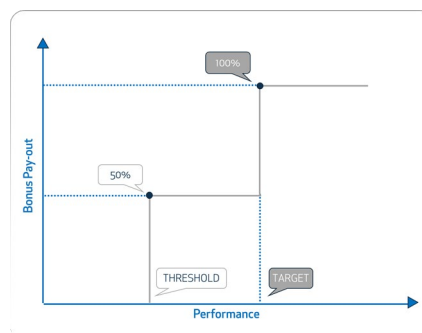 100%
50%
Bonus Pay-out
THRESHOLD
TARGET
Performance